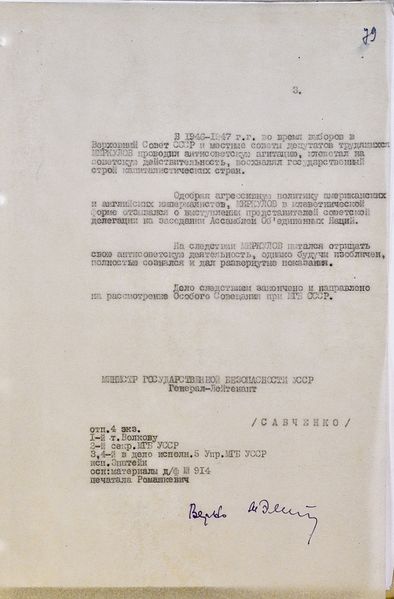 79
3.
В 1946-1947 г.г. во время выборов в
Верховный Совет СССР и местные советы депутатов трудящихся
МЕРКУЛОВ проводил антисоветскую агитацию, клеветал на
советскую действительность, восхвалял государственный
строй капиталистических стран.
Одобряя агрессивную политику американских
и английских империалистов, МЕРКУЛОВ в клеветнической
форме отзывался о выступлении представителей советской
делегации на заседании Ассамблеи Об'единенных Наций.
На следствии МЕРКУЛОВ пытался отрицать
свою антисоветскую деятельность, однако будучи изобличен,
полностью сознался и дал развернутые показания.
Дело следствием закончено и направлено
на рассмотрение Особого Совещания при МГБ СССР.
МИНИСТР ГОСУДАРСТВЕННОЙ БЕЗОПАСНОСТИ УССР
Генерал-Лейтенант
/САВЧЕНКО/
отп.4 экз.
1-й т.Волкову
2-й секр.МГБ УССР
3,4-й в дело исполн.5 Упр.МГБ УССР
исп.Эпштейн
осн:материалы д/ф № 914
печатала Ромашкевич
Верно